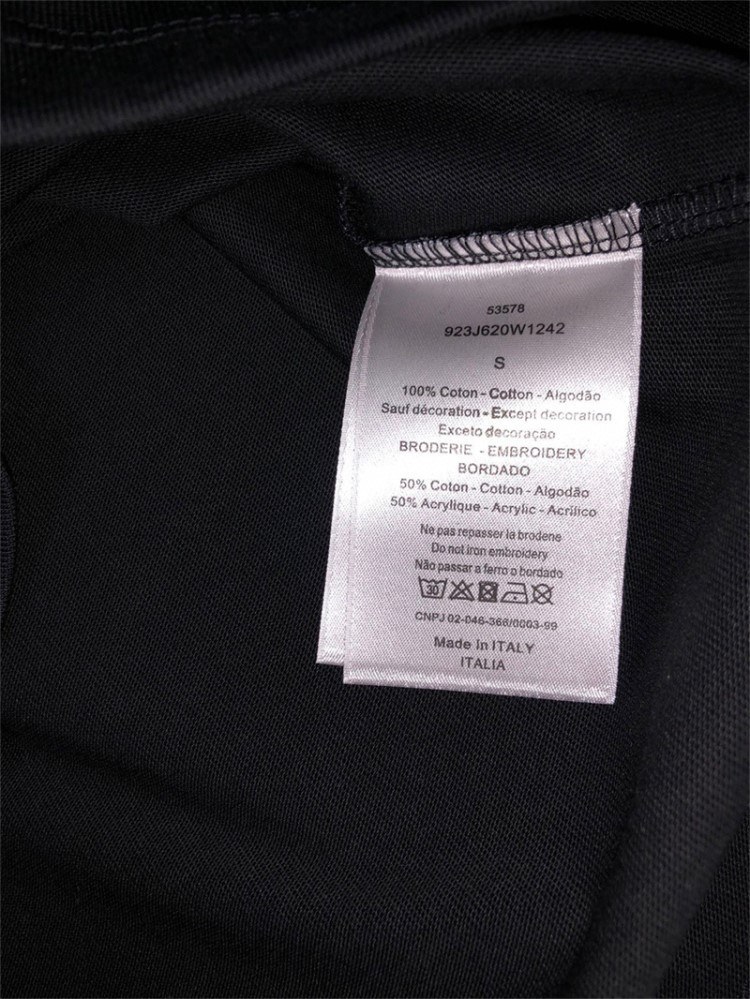 53578
923J620W1242
S
100% Coton - Cotton - Algodão
Sauf décoration - Except decoration
Exceto decoração
BRODERIE - EMBROIDERY
BORDADO
50% Coton - Cotton - Algodão
50% Acrylique - Acrylic - Acrílico
Ne pas repasser la broderie
Do not iron embroidery
Não passar a ferro o bordado
30
CNPJ 02-046-368/0003-99
Made in ITALY
ITALIA